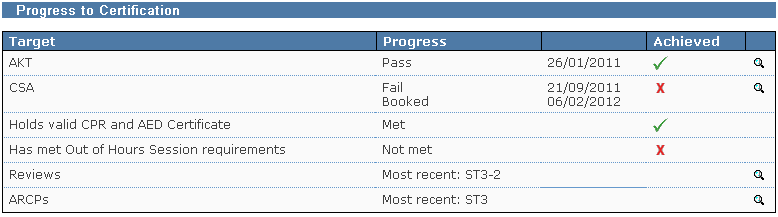 Progress to Certification
Target Progress Achieved
AKT Pass 26/01/2011
CSA Fail 21/09/2011 X
Booked 06/02/2012
Holds valid CPR and AED Certificate Met
Has met Out of Hours Session requirements Not met X
Reviews Most recent: ST3-2
ARCPs Most recent: ST3